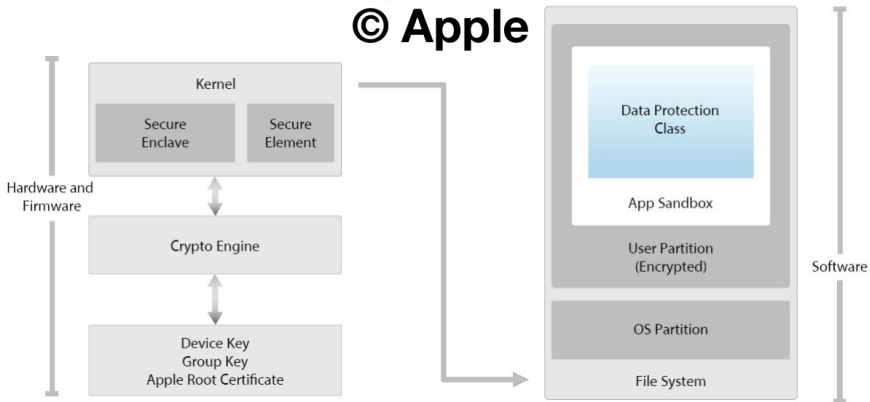 © Apple
Kernel
Secure
Enclave
Secure
Element
Hardware and
Firmware
Crypto Engine
Device Key
Group Key
Apple Root Certificate
Data Protection
Class
App Sandbox
User Partition
(Encrypted)
Software
OS Partition
File System